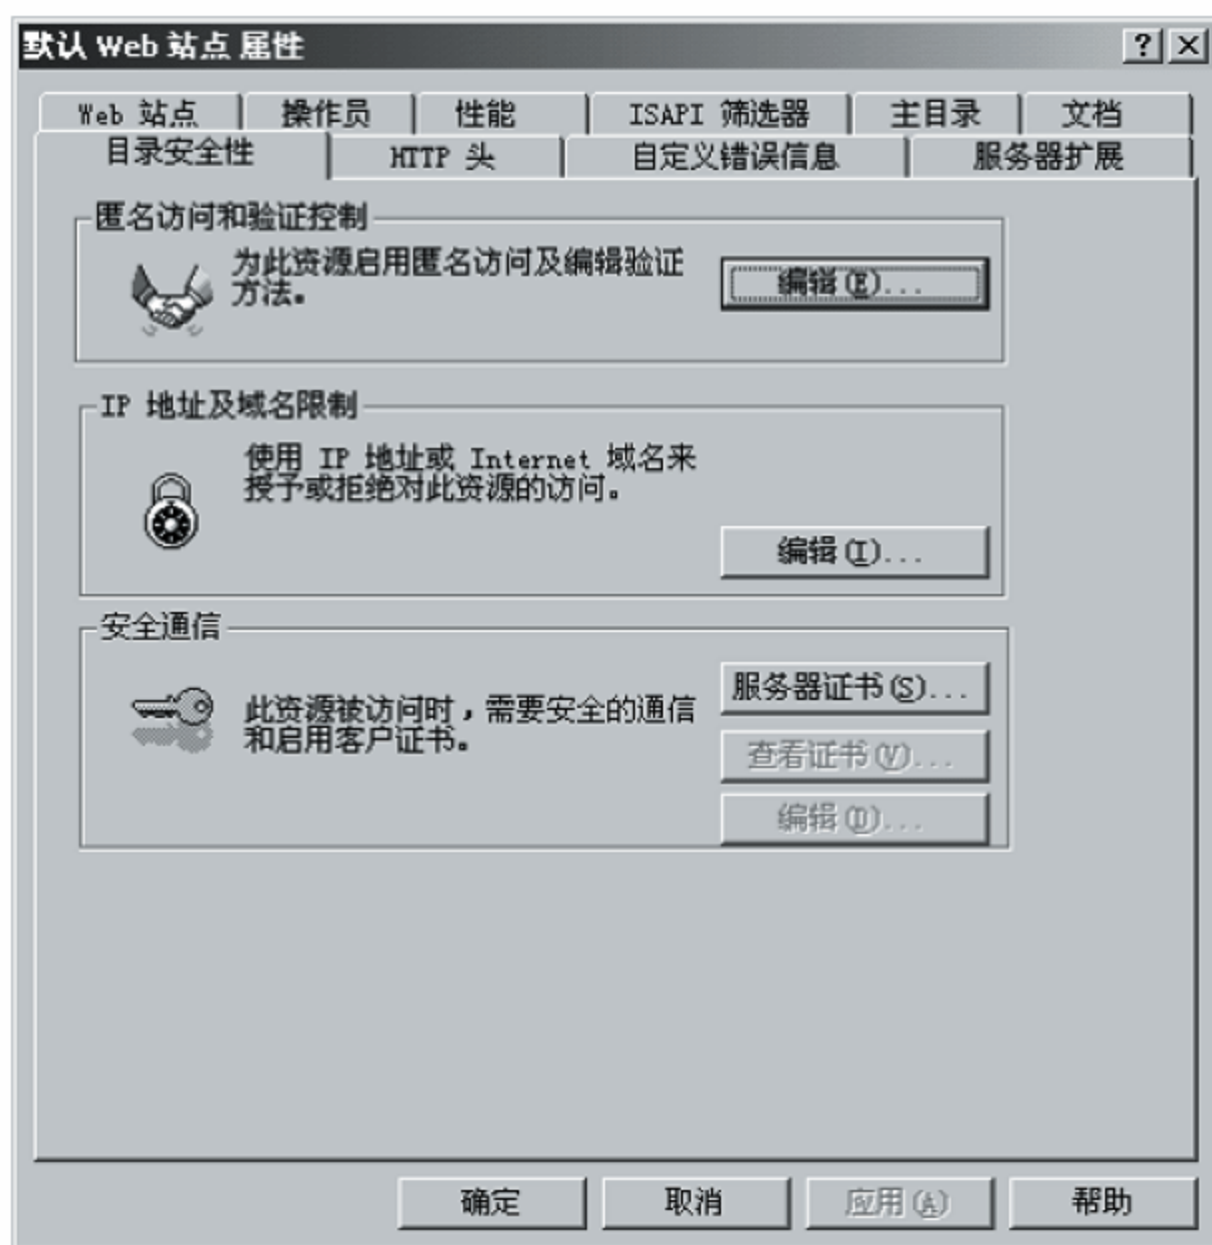 默认 Web 站点 属性
Web 站点 操作员 性能 ISAPI 筛选器 主目录 文档
目录安全性 HTTP 头 自定义错误信息 服务器扩展
匿名访问和验证控制
为此资源启用匿名访问及编辑验证
方法。
编辑(E)...
IP 地址及域名限制
使用 IP 地址或 Internet 域名来
授予或拒绝对此资源的访问。
编辑(I)...
安全通信
此资源被访问时，需要安全的通信
和启用客户证书。
服务器证书(S)...
查看证书(V)...
编辑(D)...
确定 取消 应用(A) 帮助